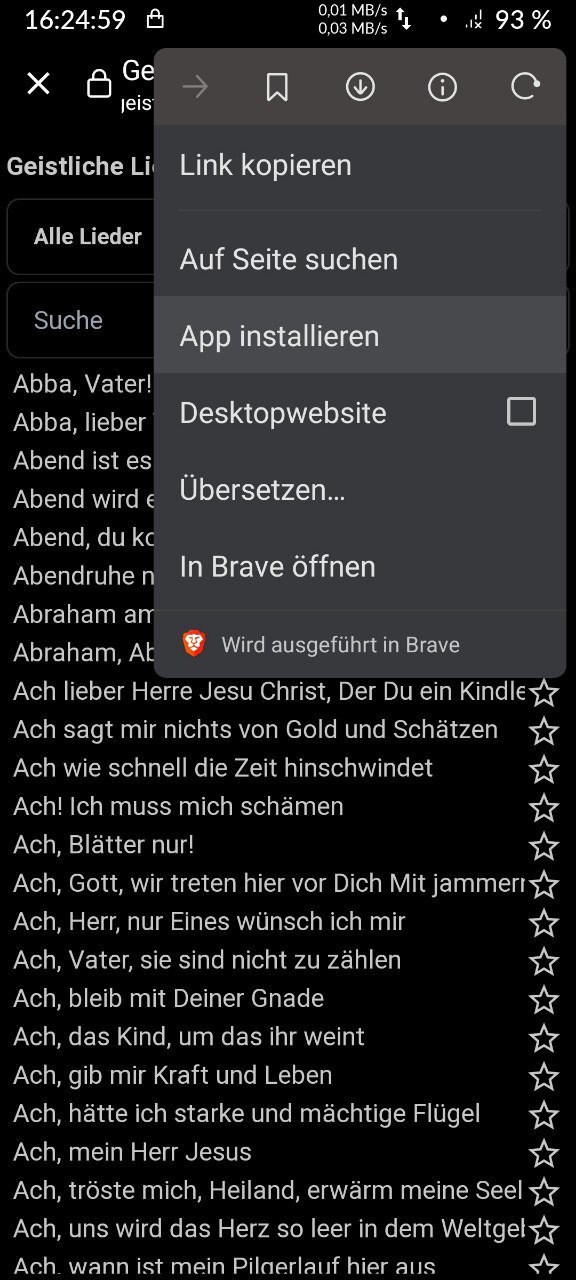 16:24:59
0,01 MB/s
0,03 MB/s
93 %
Ge
geist
Link kopieren
Auf Seite suchen
App installieren
Desktopwebsite
Übersetzen...
In Brave öffnen
Wird ausgeführt in Brave
Geistliche Li
Alle Lieder
Suche
Abba, Vater!
Abba, lieber
Abend ist es
Abend wird e
Abend, du ko
Abendruhe n
Abraham am
Abraham, Ab
Ach lieber Herre Jesu Christ, Der Du ein Kindle
Ach sagt mir nichts von Gold und Schätzen
Ach wie schnell die Zeit hinschwindet
Ach! Ich muss mich schämen
Ach, Blätter nur!
Ach, Gott, wir treten hier vor Dich Mit jammern
Ach, Herr, nur Eines wünsch ich mir
Ach, Vater, sie sind nicht zu zählen
Ach, bleib mit Deiner Gnade
Ach, das Kind, um das ihr weint
Ach, gib mir Kraft und Leben
Ach, hätte ich starke und mächtige Flügel
Ach, mein Herr Jesus
Ach, tröste mich, Heiland, erwärm meine Seel
Ach, uns wird das Herz so leer in dem Weltge
Ach, wann ist mein Pilgerlauf hier aus